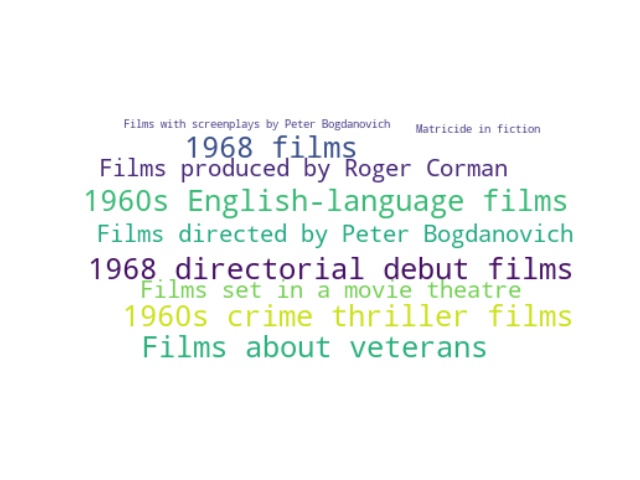 Films with screenplays by Peter Bogdanovich
Matricide in fiction
1968 films
Films produced by Roger Corman
1960s English-language films
Films directed by Peter Bogdanovich
1968 directorial debut films
Films set in a movie theatre
1960s crime thriller films
Films about veterans